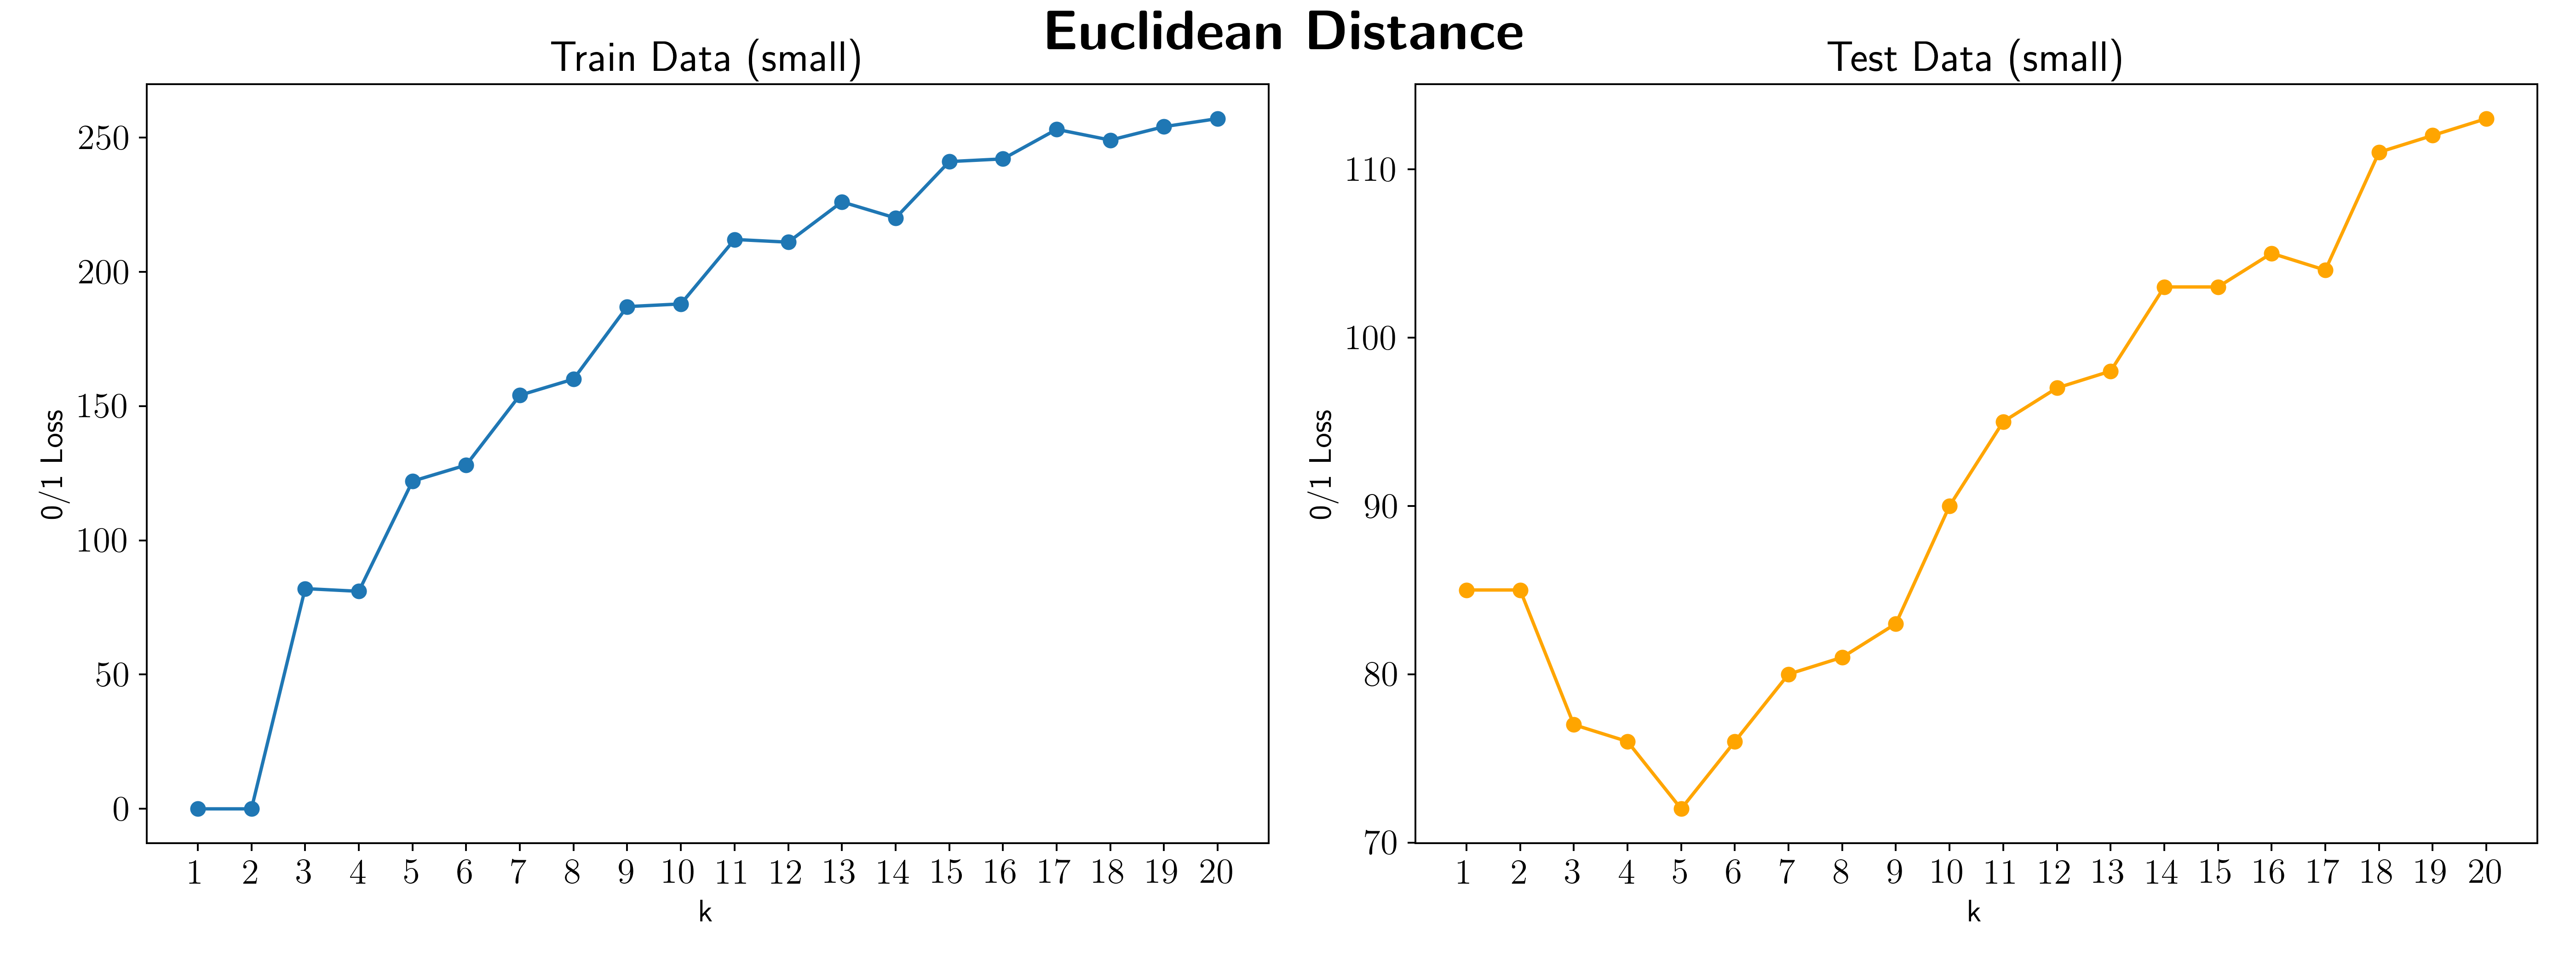 Euclidean Distance
Train Data (small)
0/1 Loss
250
200
150
100
50
0
1 2 3 4 5 6 7 8 9 10 11 12 13 14 15 16 17 18 19 20
k
Test Data (small)
0/1 Loss
110
100
90
80
70
1 2 3 4 5 6 7 8 9 10 11 12 13 14 15 16 17 18 19 20
k